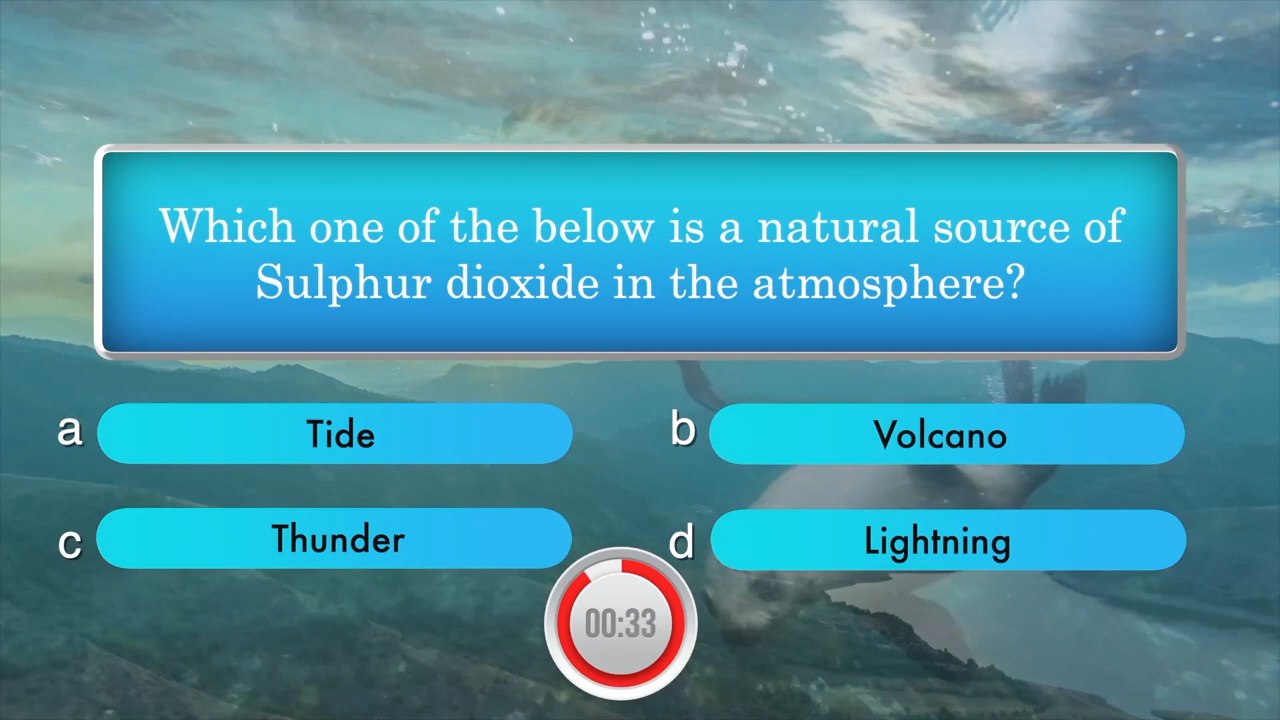 Which one of the below is a natural source of
Sulphur dioxide in the atmosphere?
a Tide
b Volcano
c Thunder
d Lightning
00:33